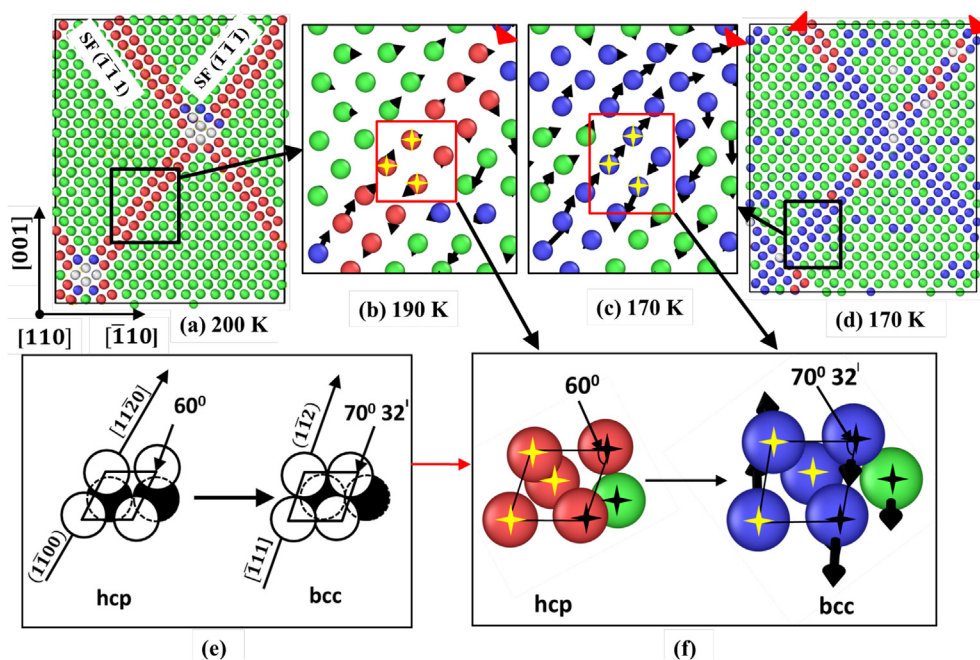 SF (1̅ 1̅ 1)
SF (1̅ 1̅ 1̅)
[001]
[110]
[1̅10]
(a) 200 K
(b) 190 K
(c) 170 K
(d) 170 K
[112̅0]
60⁰
(1̅100)
hcp
(11̅2)
70⁰ 32ˡ
[1̅11]
bcc
(e)
60⁰
hcp
70⁰ 32ˡ
bcc
(f)